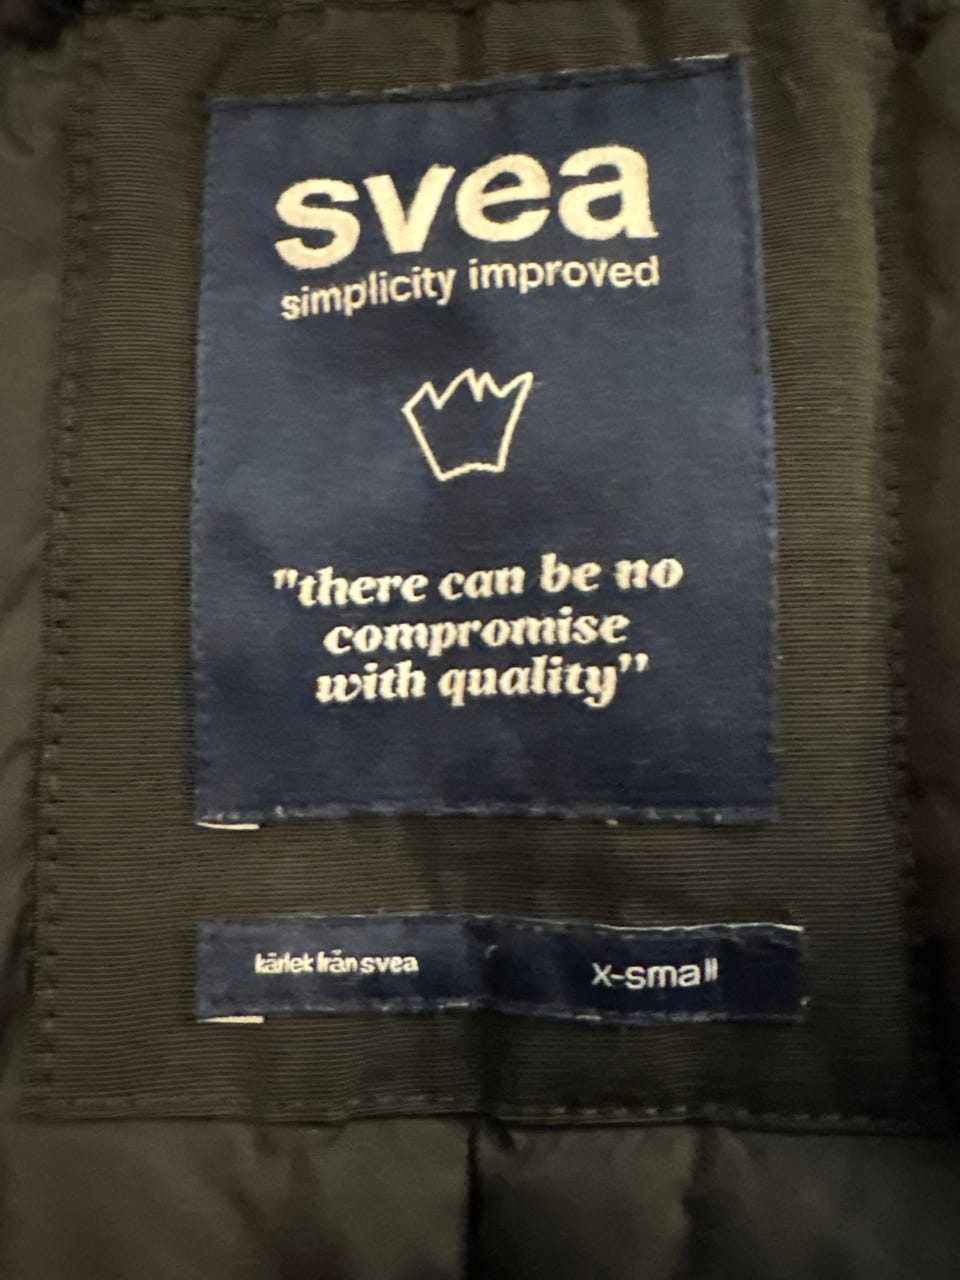 svea
simplicity improved
"there can be no
compromise
with quality"
kärlek från svea
x-small